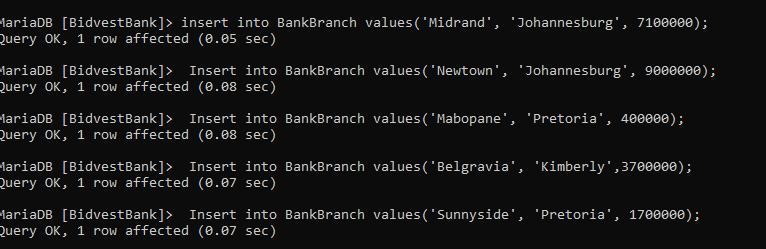 MariaDB [BidvestBank]> insert into BankBranch values('Midrand', 'Johannesburg', 7100000);
Query OK, 1 row affected (0.05 sec)
MariaDB [BidvestBank]>  Insert into BankBranch values('Newtown', 'Johannesburg', 9000000);
Query OK, 1 row affected (0.08 sec)
MariaDB [BidvestBank]>  Insert into BankBranch values('Mabopane', 'Pretoria', 400000);
Query OK, 1 row affected (0.08 sec)
MariaDB [BidvestBank]>  Insert into BankBranch values('Belgravia', 'Kimberly',3700000);
Query OK, 1 row affected (0.07 sec)
MariaDB [BidvestBank]>  Insert into BankBranch values('Sunnyside', 'Pretoria', 1700000);
Query OK, 1 row affected (0.07 sec)